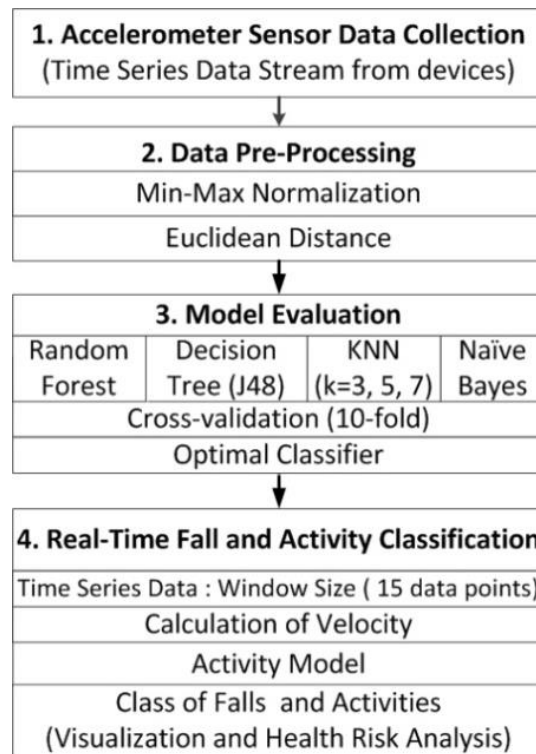 1. Accelerometer Sensor Data Collection
(Time Series Data Stream from devices)
2. Data Pre-Processing
Min-Max Normalization
Euclidean Distance
3. Model Evaluation
Random Forest
Decision Tree (J48)
KNN (k=3, 5, 7)
Naïve Bayes
Cross-validation (10-fold)
Optimal Classifier
4. Real-Time Fall and Activity Classification
Time Series Data : Window Size ( 15 data points)
Calculation of Velocity
Activity Model
Class of Falls and Activities
(Visualization and Health Risk Analysis)